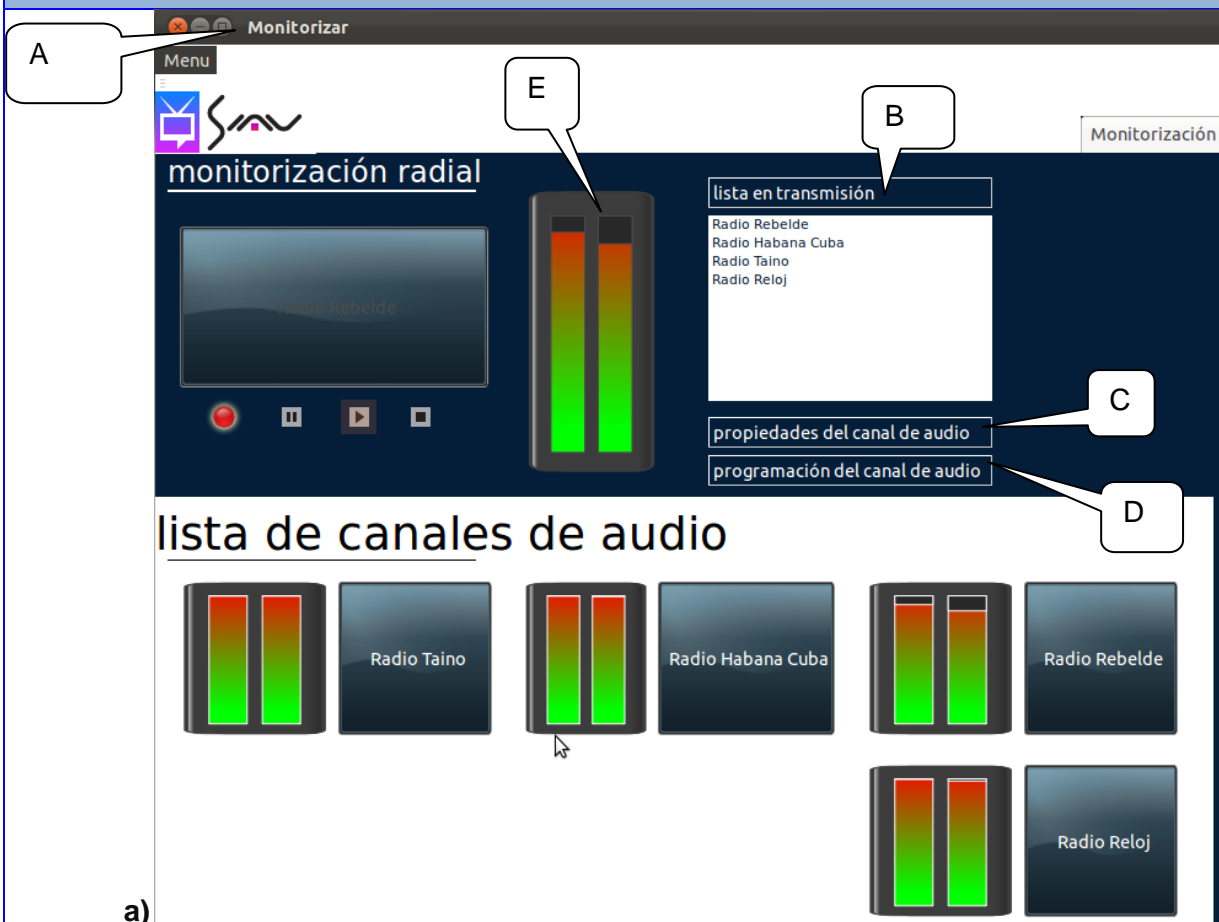 A
Monitorizar
Menu
E
B
Monitorización
monitorización radial
lista en transmisión
Radio Rebelde
Radio Habana Cuba
Radio Taino
Radio Reloj
Radio Rebelde
C
propiedades del canal de audio
programación del canal de audio
D
lista de canales de audio
Radio Taino
Radio Habana Cuba
Radio Rebelde
Radio Reloj
a)